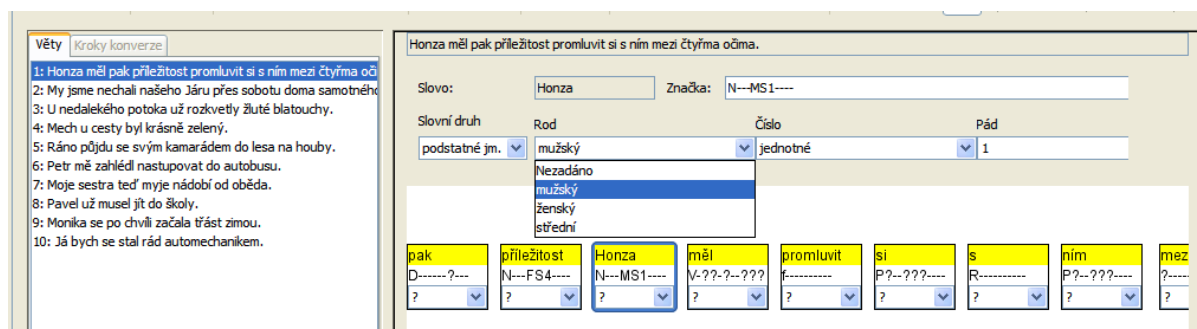 Věty Kroky konverze
1: Honza měl pak příležitost promluvit si s ním mezi čtyřma oči
2: My jsme nechali našeho Járu přes sobotu doma samotného
3: U nedalekého potoka už rozkvetly žluté blatouchy.
4: Mech u cesty byl krásně zelený.
5: Ráno půjdu se svým kamarádem do lesa na houby.
6: Petr mě zahlédl nastupovat do autobusu.
7: Moje sestra teď myje nádobí od oběda.
8: Pavel už musel jít do školy.
9: Monika se po chvíli začala třást zimou.
10: Já bych se stal rád automechanikem.
Honza měl pak příležitost promluvit si s ním mezi čtyřma očima.
Slovo: Honza Značka: N---MS1----
Slovní druh Rod Číslo Pád
podstatné jm. mužský jednotné 1
Nezadáno
mužský
ženský
střední
pak příležitost Honza měl promluvit si s ním mez
D------?--- N---FS4---- N---MS1---- V-??-?--??? f---------- P?--???---- R---------- P?--???---- ?----
? ? ? ? ? ? ? ? ?